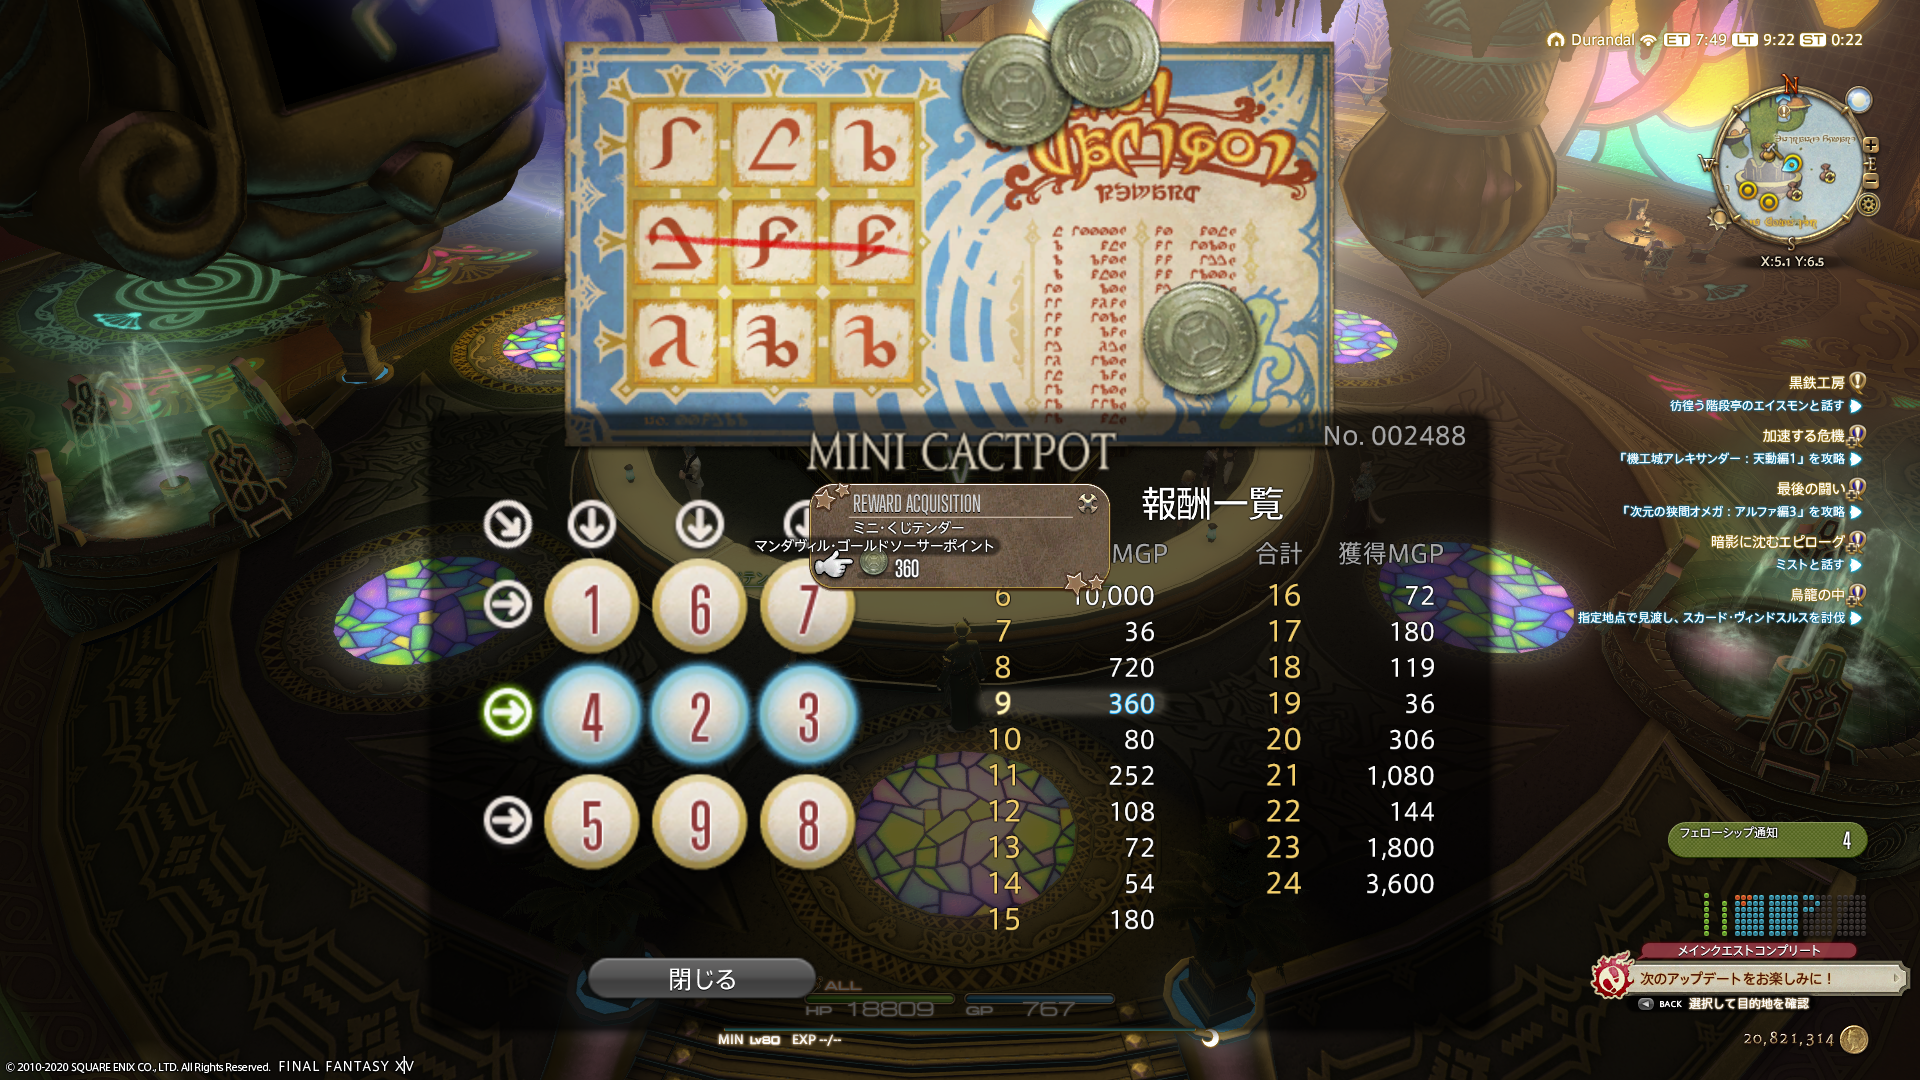 Durandal ET 7:49 LT 9:22 ST 0:22
N
W
E
S
X:5.1 Y:6.5
黒鉄工房
彷徨う階段亭のエイスモンと話す
加速する危機
「機工城アレキサンダー：天動編1」を攻略
最後の闘い
「次元の狭間オメガ：アルファ編3」を攻略
暗影に沈むエピローグ
ミストと話す
鳥籠の中
指定地点で見渡し、スカード・ヴィンドスルスを討伐
No. 002488
MINI CACTPOT
REWARD ACQUISITION
ミニ・くじテンダー
マンダヴィル・ゴールドソーサーポイント
360
報酬一覧
MGP 合計 獲得MGP
1 6 7
4 2 3
5 9 8
6 10,000 16 72
7 36 17 180
8 720 18 119
9 360 19 36
10 80 20 306
11 252 21 1,080
12 108 22 144
13 72 23 1,800
14 54 24 3,600
15 180
閉じる
ALL
HP 18809 GP 767
MIN Lv80 EXP --/--
フェローシップ通知 4
メインクエストコンプリート
次のアップデートをお楽しみに！
BACK 選択して目的地を確認
20,821,314
© 2010-2020 SQUARE ENIX CO., LTD. All Rights Reserved. FINAL FANTASY XIV